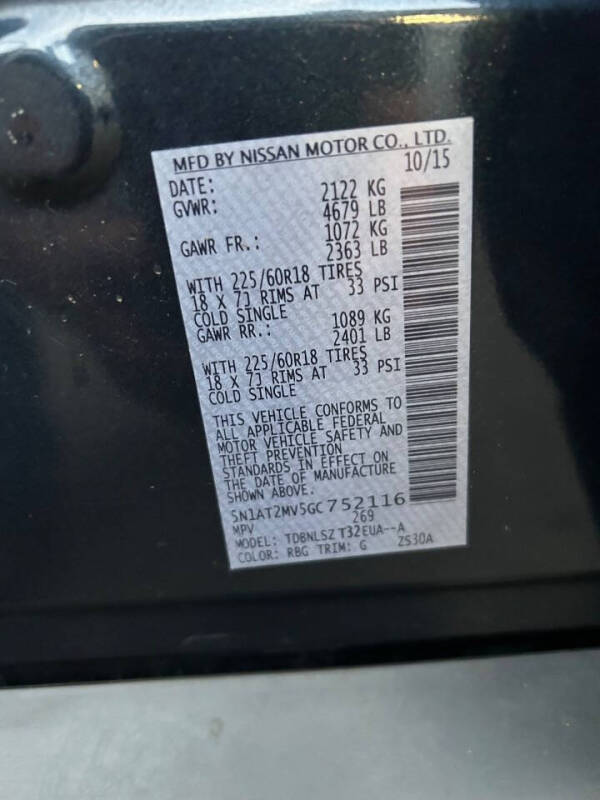 MFD BY NISSAN MOTOR CO., LTD.
DATE: 10/15
GVWR: 2122 KG
4679 LB
GAWR FR.: 1072 KG
2363 LB
WITH 225/60R18 TIRES
18 X 7J RIMS AT 33 PSI
COLD SINGLE
GAWR RR.: 1089 KG
2401 LB
WITH 225/60R18 TIRES
18 X 7J RIMS AT 33 PSI
COLD SINGLE
THIS VEHICLE CONFORMS TO
ALL APPLICABLE FEDERAL
MOTOR VEHICLE SAFETY AND
THEFT PREVENTION
STANDARDS IN EFFECT ON
THE DATE OF MANUFACTURE
SHOWN ABOVE.
5N1AT2MV5GC752116
MPV 269
MODEL: TDBNLSZ T32EUA--A
COLOR: RBG TRIM: G ZS30A